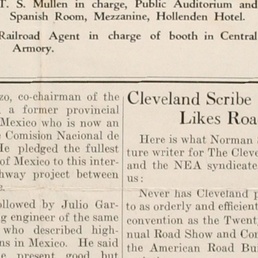 T. S. Mullen in charge, Public Auditorium and
Spanish Room, Mezzanine, Hollenden Hotel.
Railroad Agent in charge of booth in Central
Armory.
co-chairman of the
a former provincial
Mexico who is now an
Comision Nacional de
He pledged the fullest
of Mexico to this inter-
project between
followed by Julio Gar-
engineer of the same
who described high-
in Mexico. He said
present good but
Cleveland Scribe
Likes Roa
Here is what Norman
ture writer for The Cleve
and the NEA syndicate
us:
Never has Cleveland p
to as orderly and efficient
convention as the Twent
nual Road Show and Con
the American Road Bui